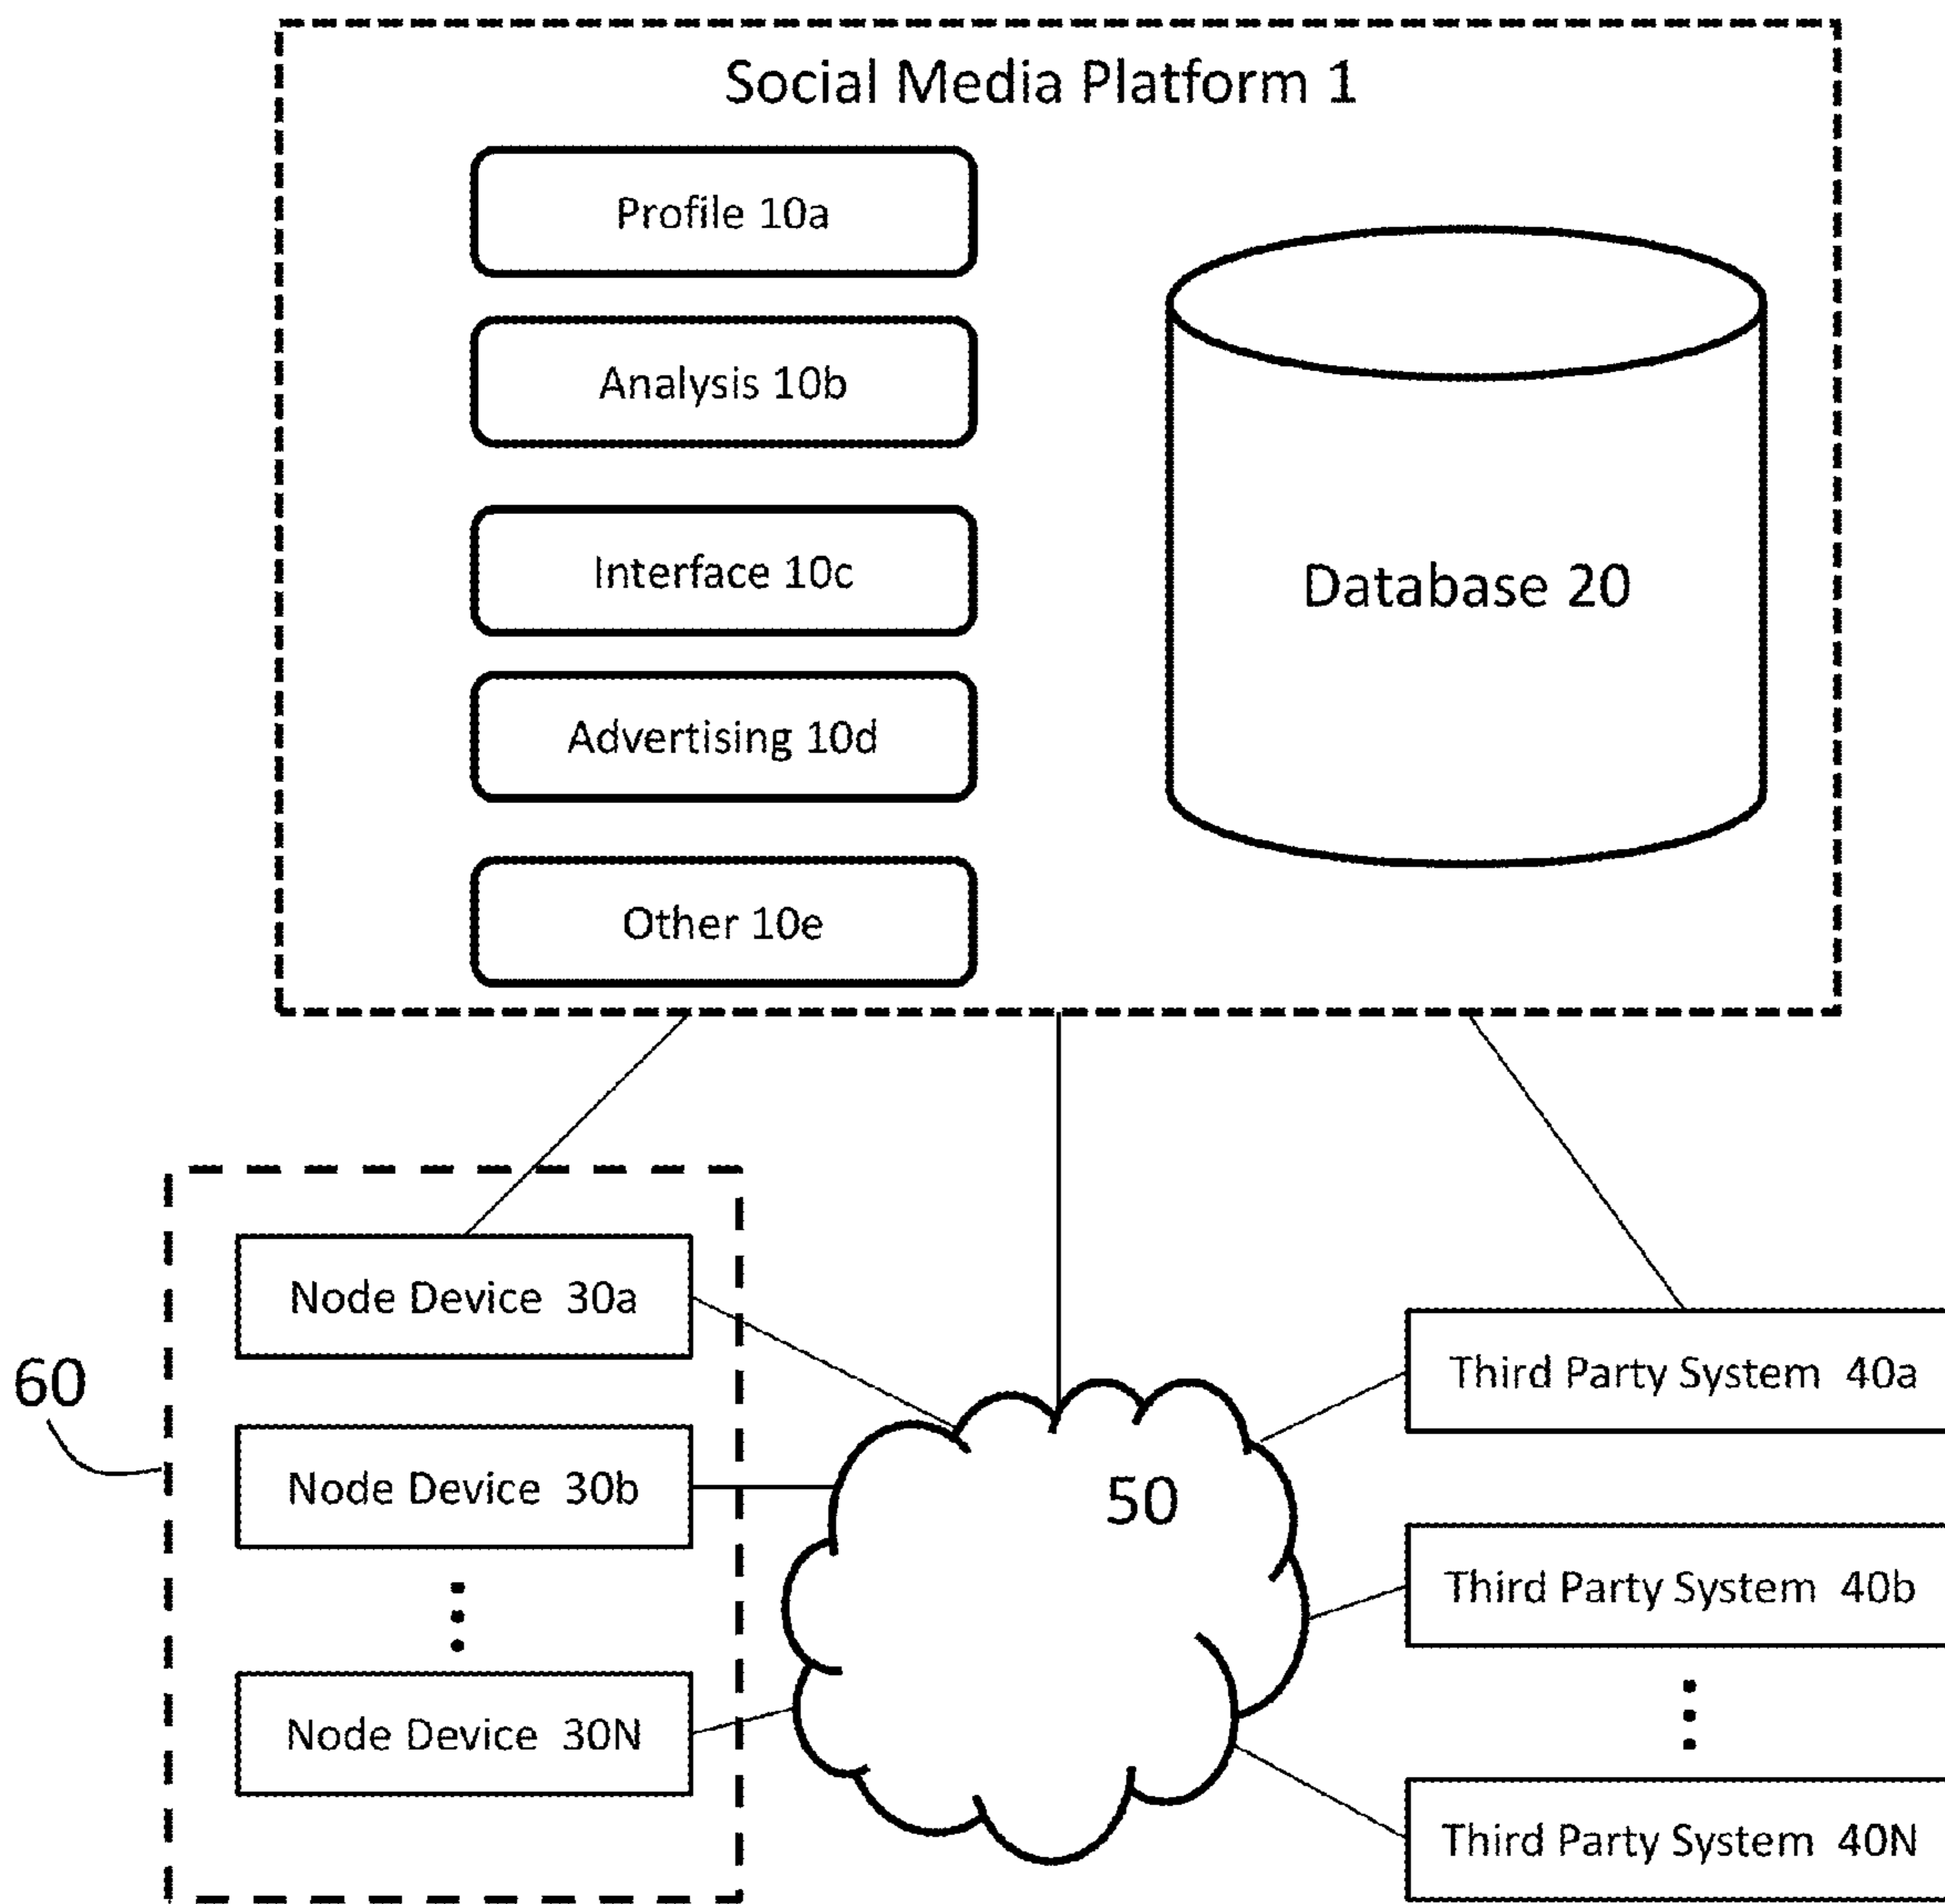 Social Media Platform 1
Profile 10a
Analysis 10b
Interface 10c
Advertising 10d
Other 10e
Database 20
60
Node Device 30a
Node Device 30b
Node Device 30N
50
Third Party System 40a
Third Party System 40b
Third Party System 40N